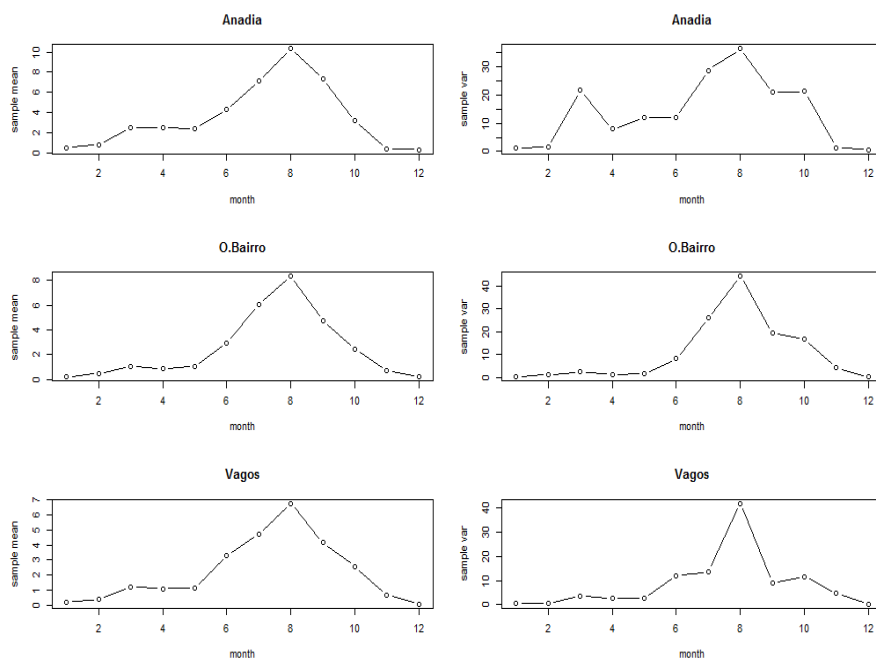 Anadia
sample mean
0 2 4 6 8 10
2 4 6 8 10 12
month
Anadia
sample var
0 10 20 30
2 4 6 8 10 12
month
O.Bairro
sample mean
0 2 4 6 8
2 4 6 8 10 12
month
O.Bairro
sample var
0 10 20 30 40
2 4 6 8 10 12
month
Vagos
sample mean
0 1 2 3 4 5 6 7
2 4 6 8 10 12
month
Vagos
sample var
0 10 20 30 40
2 4 6 8 10 12
month